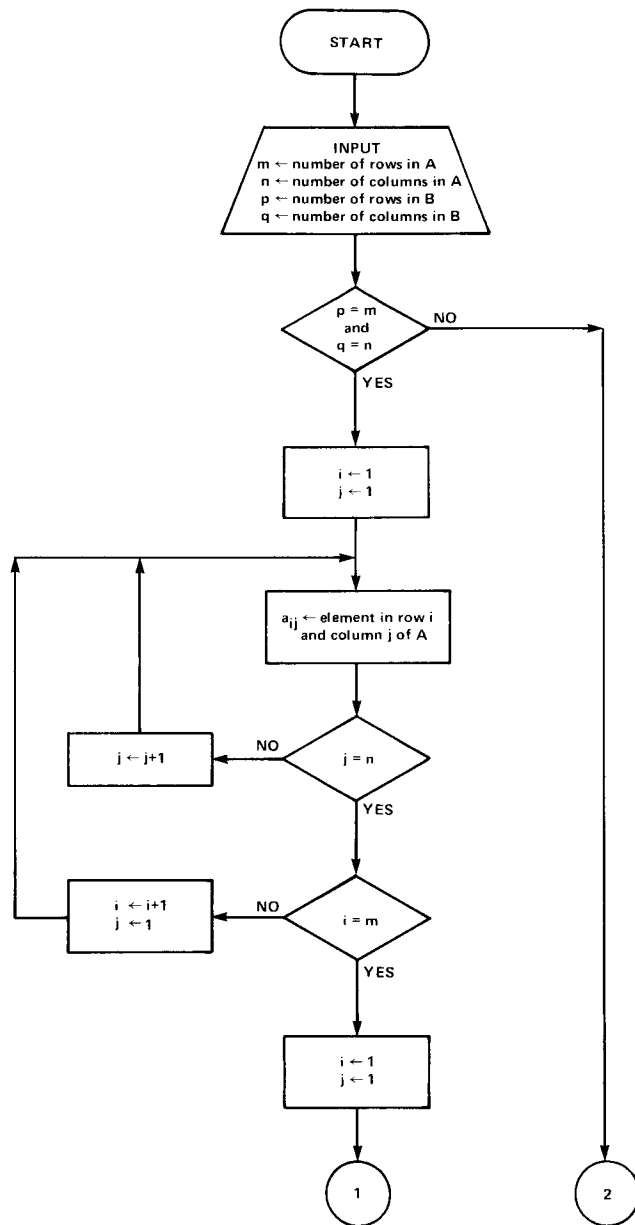 START
INPUT
m ← number of rows in A
n ← number of columns in A
p ← number of rows in B
q ← number of columns in B
p = m
and
q = n
NO
YES
i ← 1
j ← 1
aij ← element in row i
and column j of A
j ← j+1
NO
j = n
YES
i ← i+1
j ← 1
NO
i = m
YES
i ← 1
j ← 1
1
2